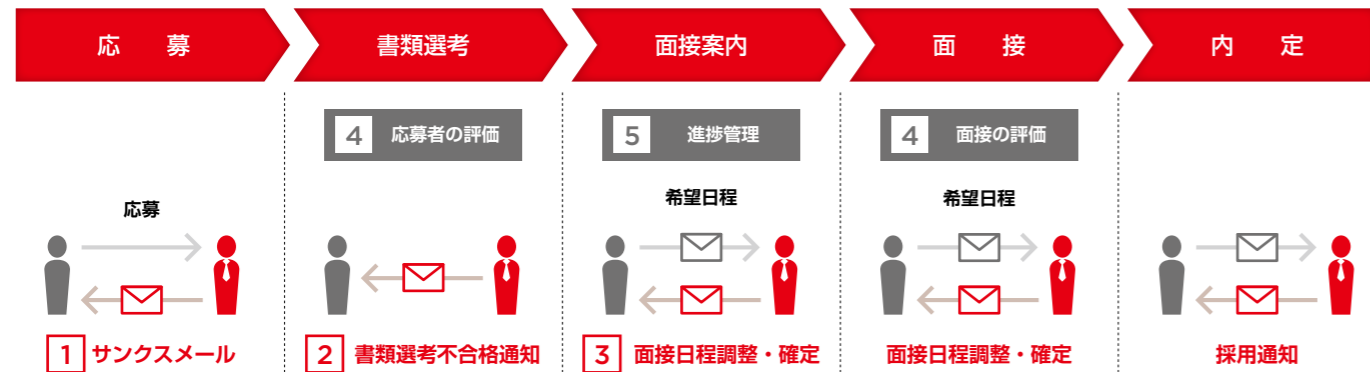 応 募
書類選考
面接案内
面 接
内 定
4 応募者の評価
5 進捗管理
4 面接の評価
応募
希望日程
希望日程
1 サンクスメール
2 書類選考不合格通知
3 面接日程調整・確定
面接日程調整・確定
採用通知